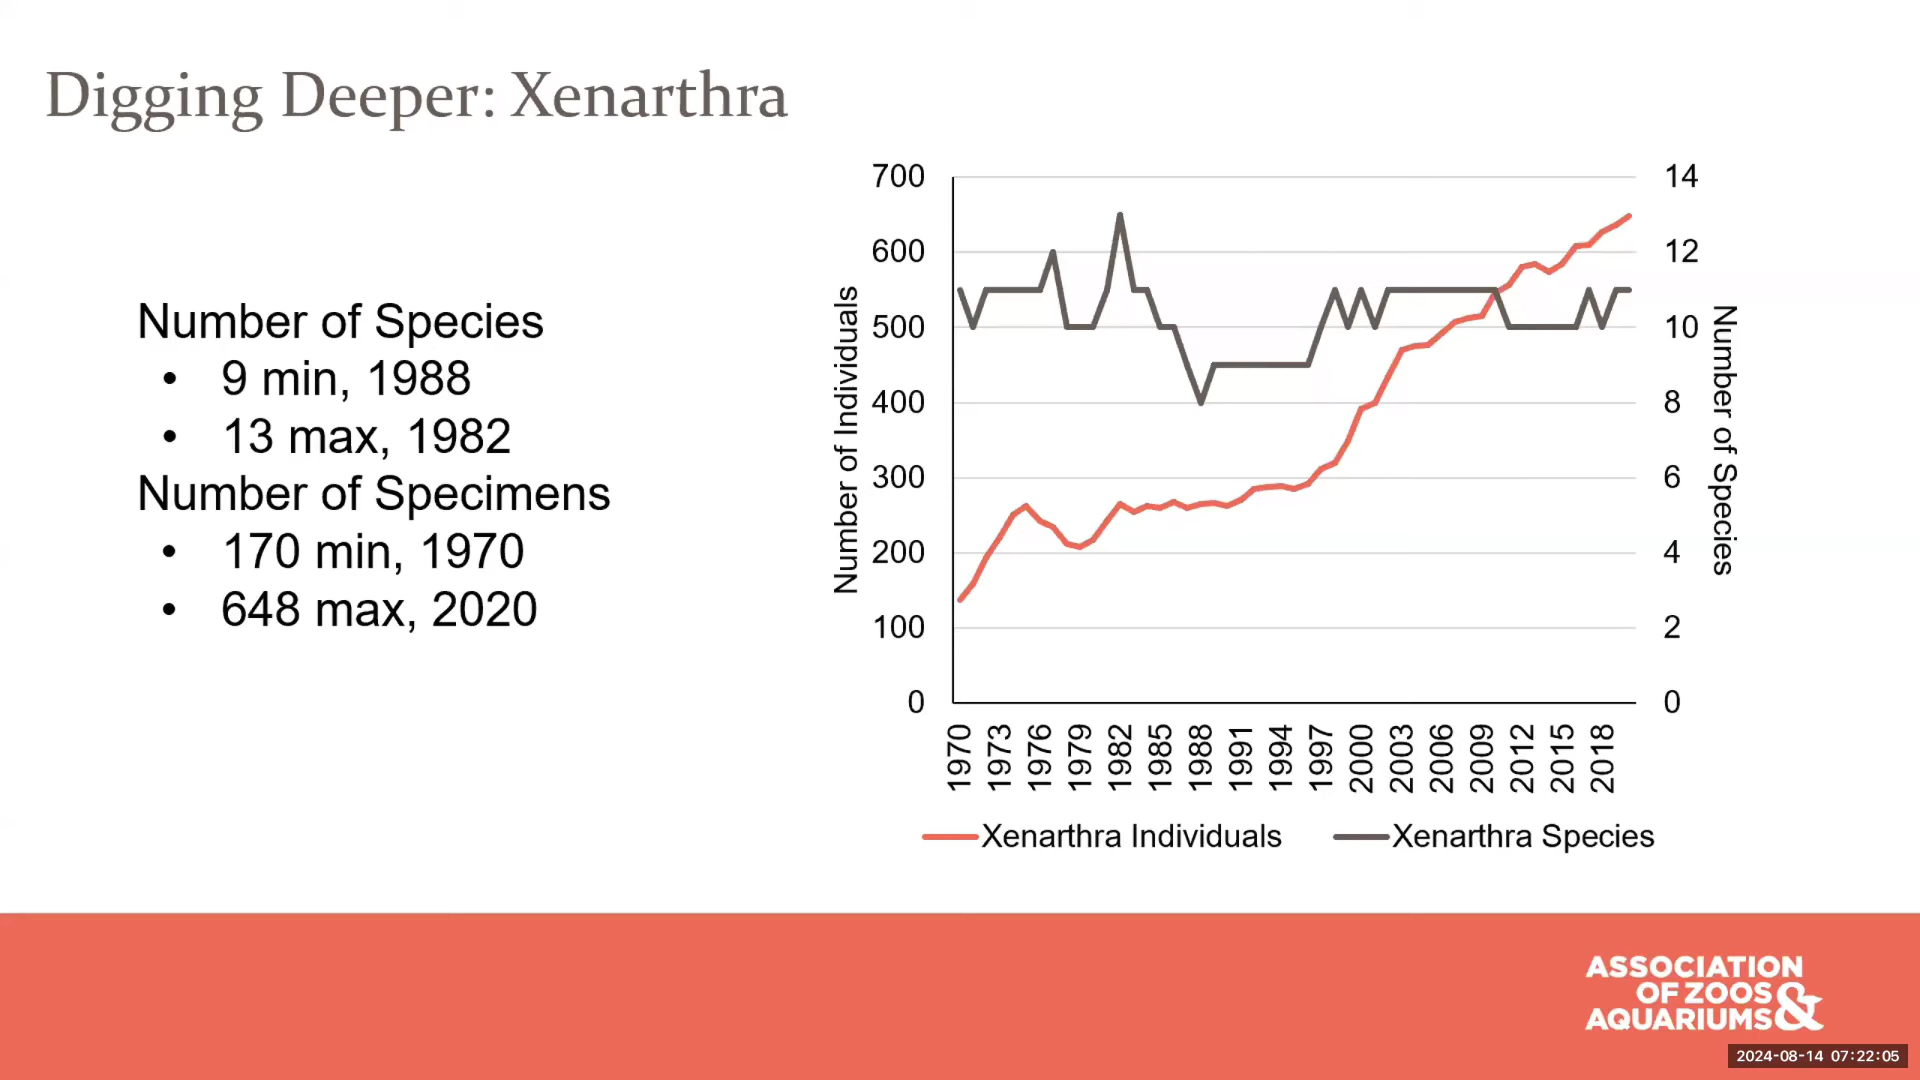 Digging Deeper: Xenarthra
Number of Species
• 9 min, 1988
• 13 max, 1982
Number of Specimens
• 170 min, 1970
• 648 max, 2020
Number of Individuals
700
600
500
400
300
200
100
0
14
12
10
8
6
4
2
0
Number of Species
1970
1973
1976
1979
1982
1985
1988
1991
1994
1997
2000
2003
2006
2009
2012
2015
2018
Xenarthra Individuals
Xenarthra Species
ASSOCIATION
OF ZOOS &
AQUARIUMS
2024-08-14 07:22:05